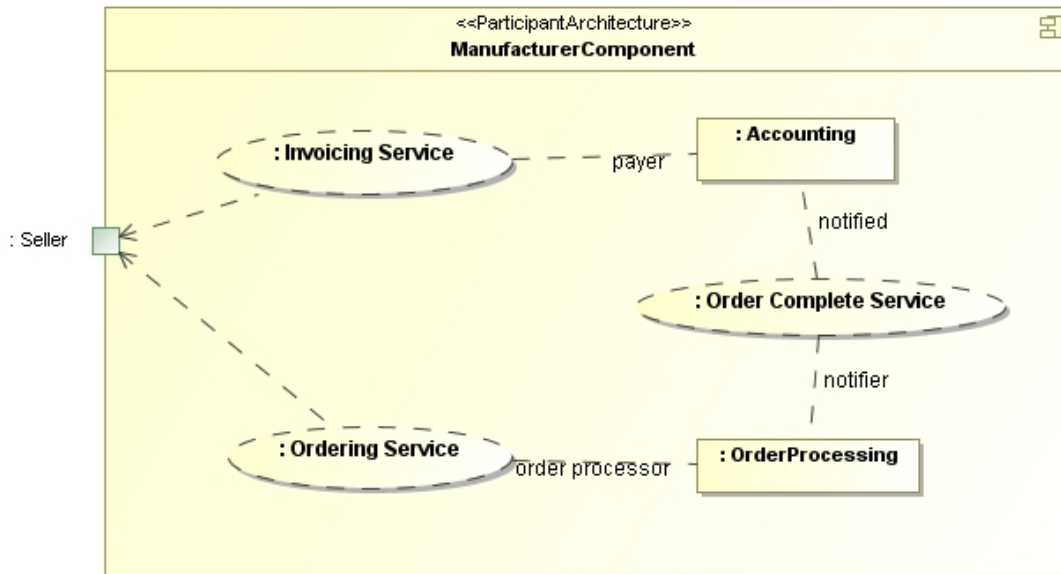 <<ParticipantArchitecture>>
ManufacturerComponent
: Invoicing Service
payer
: Accounting
notified
: Seller
: Order Complete Service
notifier
: Ordering Service
order processor
: OrderProcessing